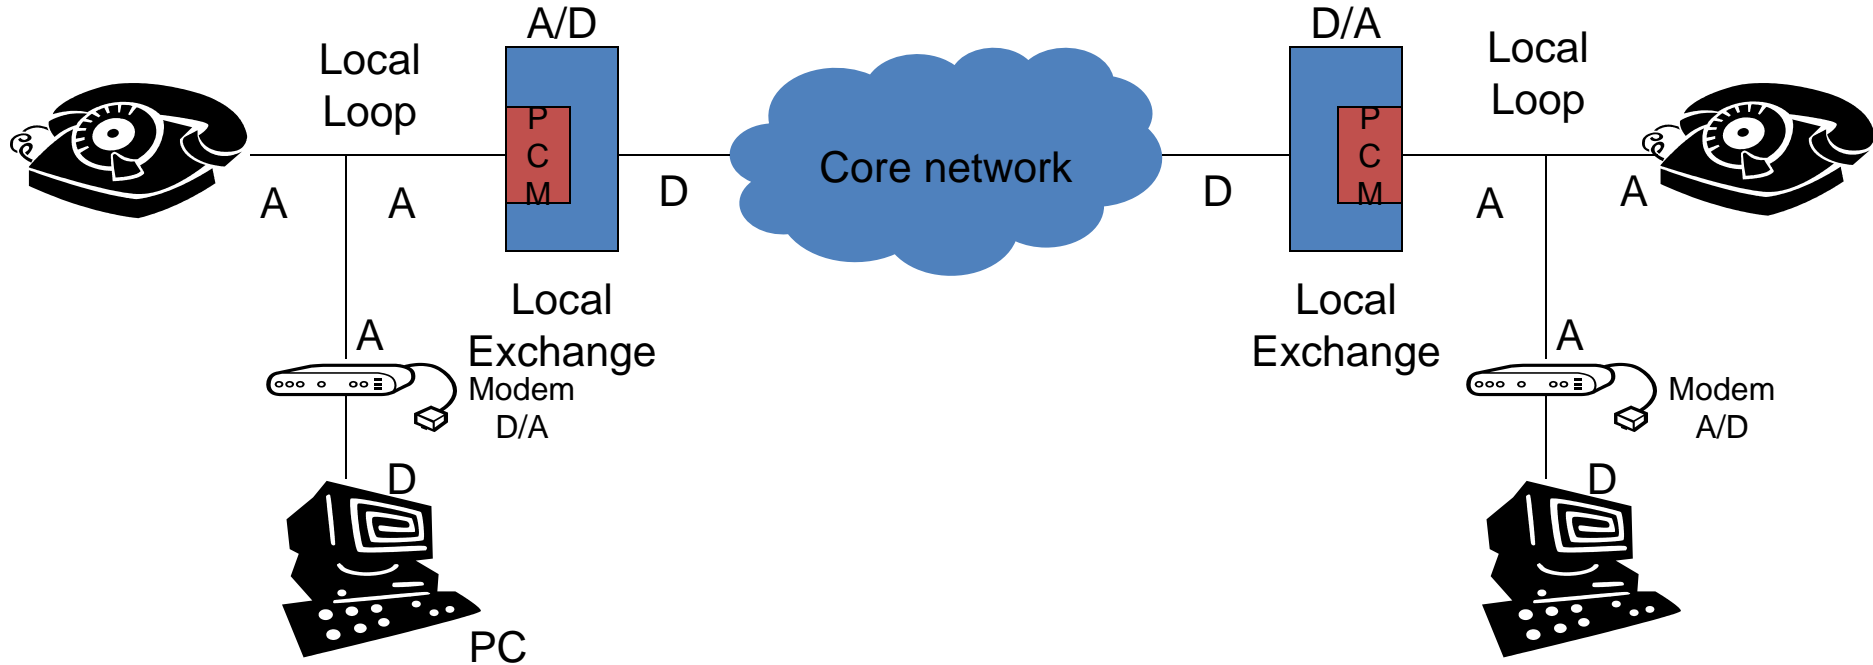 A/D
D/A
Local
Loop
Local
Loop
P
C
M
P
C
M
Core network
A
A
D
D
A
A
Local
Exchange
Local
Exchange
A
A
Modem
D/A
Modem
A/D
D
D
PC